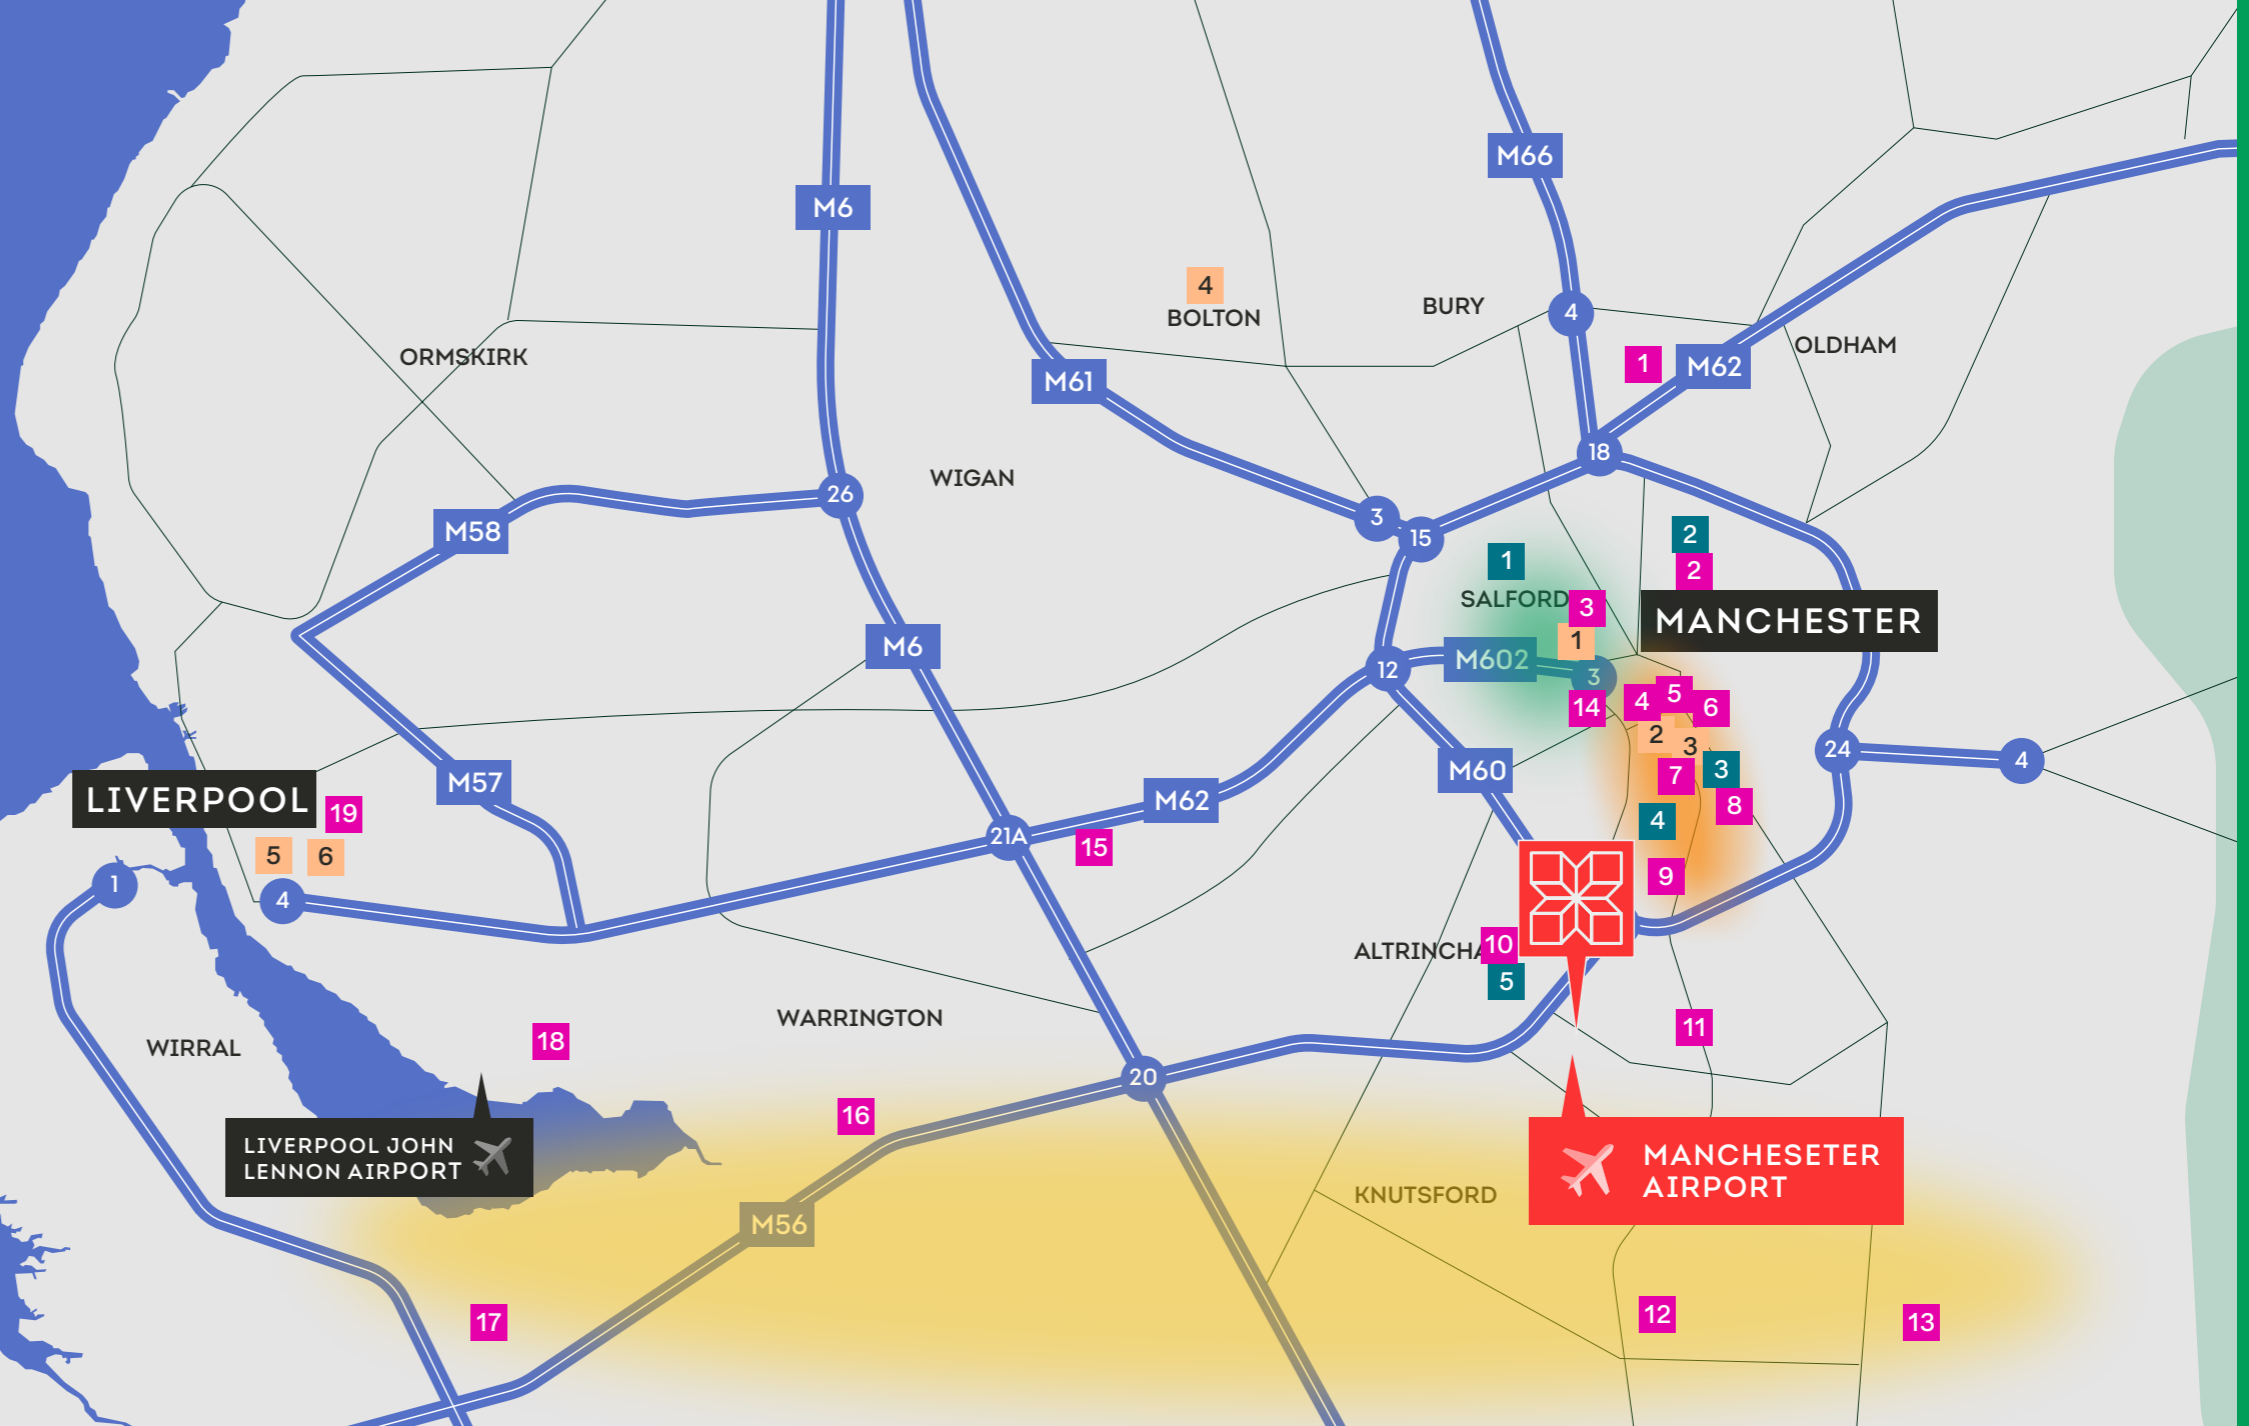 M66
M6
4
BOLTON
BURY
4
1
M62
OLDHAM
ORMSKIRK
M61
18
WIGAN
26
3
15
M58
2
1
2
SALFORD
3
MANCHESTER
1
M6
M602
12
3
14
4
5
6
2
3
24
4
M60
7
3
M57
LIVERPOOL
19
M62
8
4
21A
15
5
6
9
1
4
10
ALTRINCHA
5
WARRINGTON
11
WIRRAL
18
20
16
LIVERPOOL JOHN
LENNON AIRPORT
MANCHESETER
AIRPORT
KNUTSFORD
M56
17
12
13